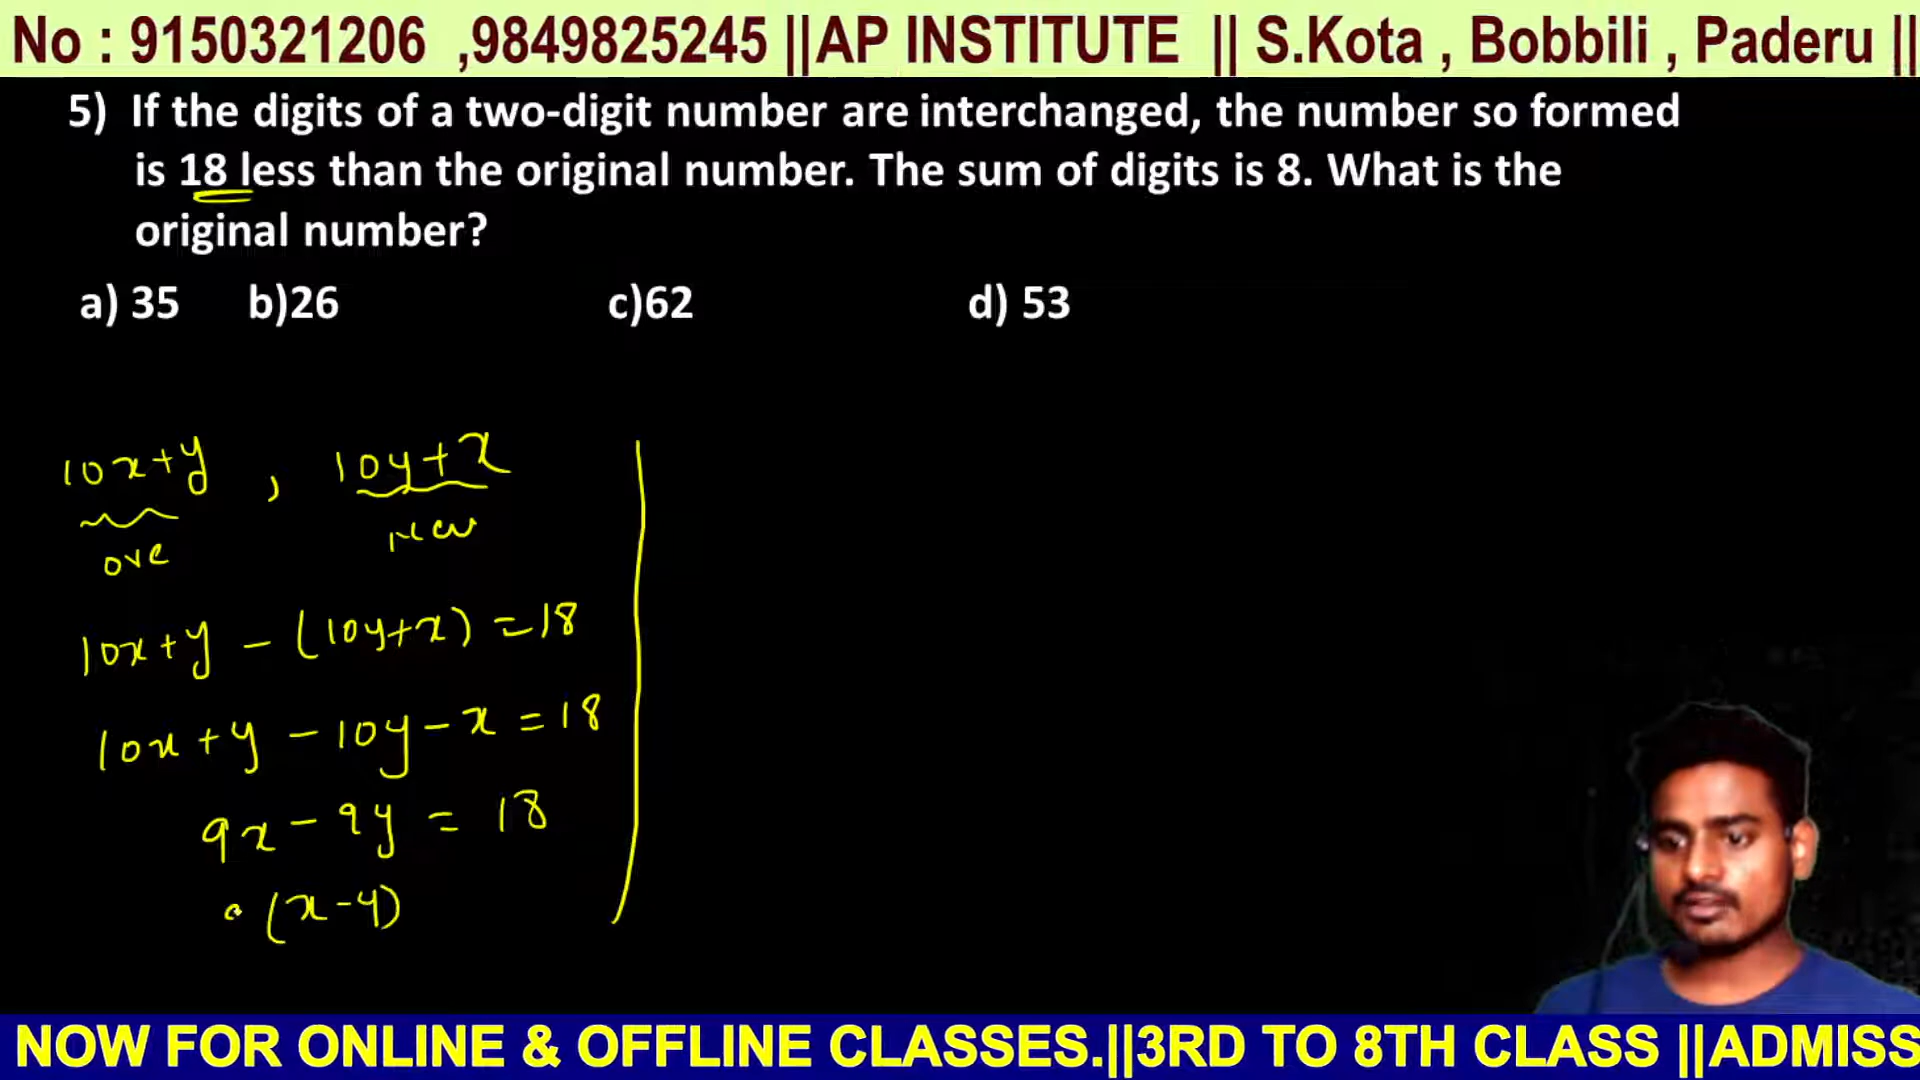 No : 9150321206 ,9849825245 ||AP INSTITUTE || S.Kota , Bobbili , Paderu ||
5) If the digits of a two-digit number are interchanged, the number so formed
is 18 less than the original number. The sum of digits is 8. What is the
original number?
a) 35 b)26 c)62 d) 53
10x+y , 10y+x
New
10x+y - (10y+x) = 18
10x+y - 10y - x = 18
9x - 9y = 18
(x-y)
NOW FOR ONLINE & OFFLINE CLASSES.||3RD TO 8TH CLASS ||ADMISS